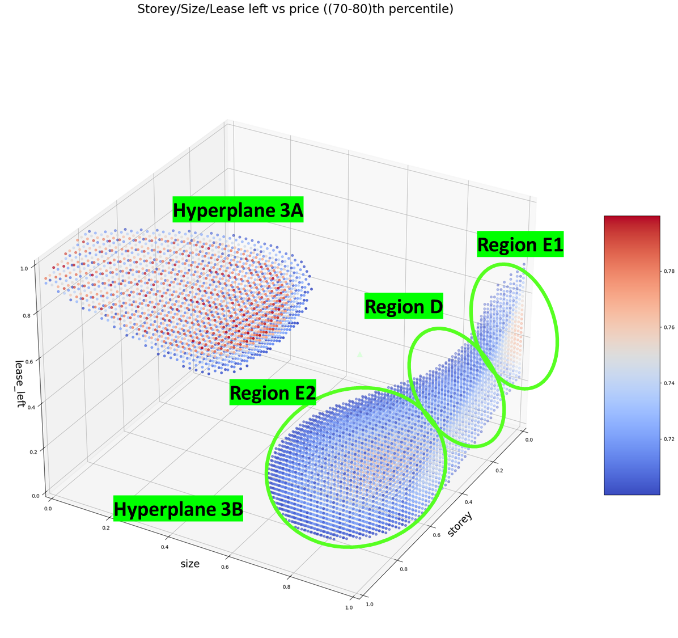 Storey/Size/Lease left vs price ((70-80)th percentile)
Hyperplane 3A
Region E1
Region D
Region E2
Hyperplane 3B
lease_left
1.0
0.8
0.6
0.4
0.2
0.0
size
0.0
0.2
0.4
0.6
0.8
1.0
storey
0.0
0.2
0.4
0.6
0.8
1.0
0.78
0.76
0.74
0.72